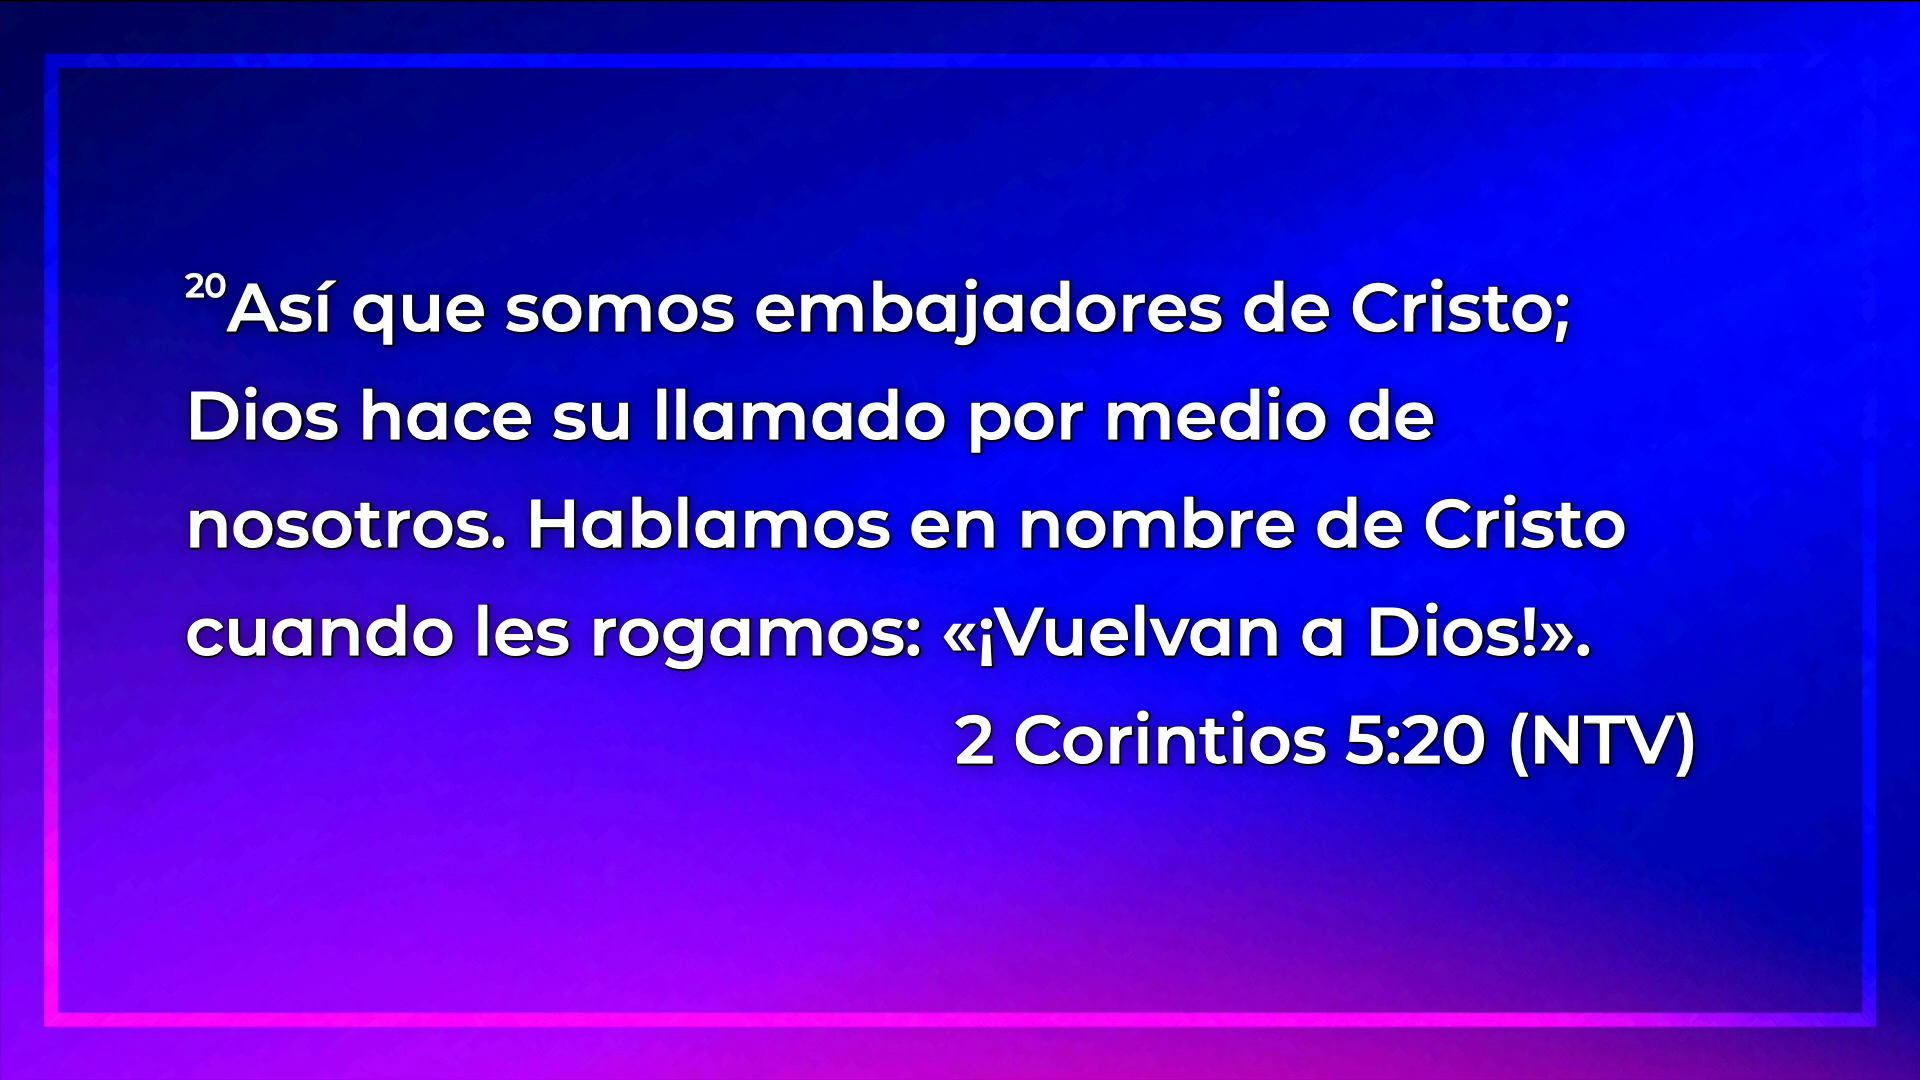 ²⁰Así que somos embajadores de Cristo;
Dios hace su llamado por medio de
nosotros. Hablamos en nombre de Cristo
cuando les rogamos: «¡Vuelvan a Dios!».
2 Corintios 5:20 (NTV)